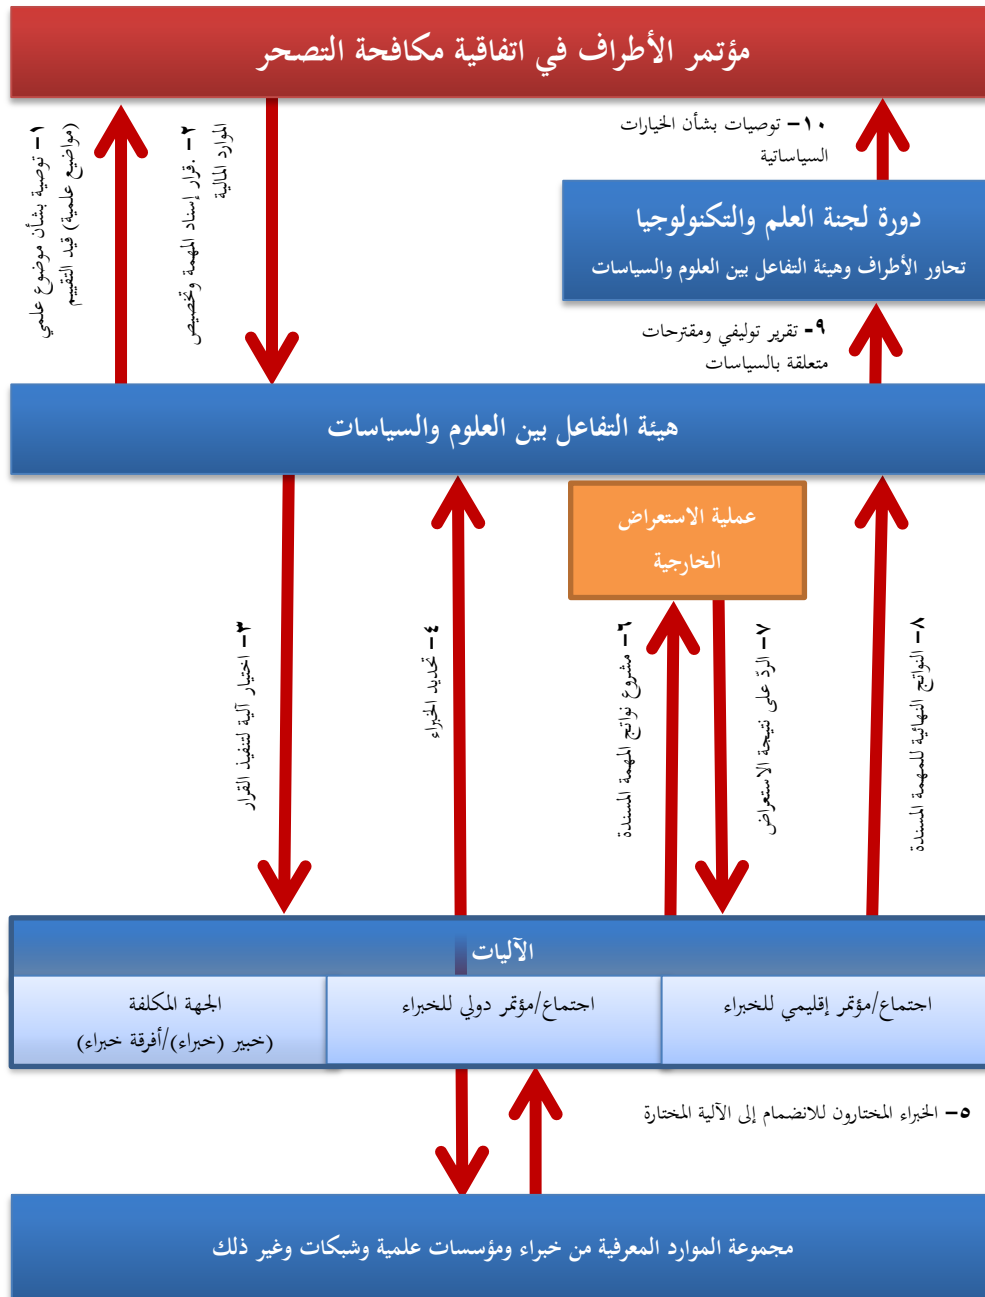 مؤتمر الأطراف في اتفاقية مكافحة التصحر
١- توصية بشأن موضوع علمي
(مواضيع علمية) قيد التقييم
٢- .قرار إسناد المهمة وتخصيص
الموارد المالية
١٠- توصيات بشأن الخيارات
السياساتية
دورة لجنة العلم والتكنولوجيا
تحاور الأطراف وهيئة التفاعل بين العلوم والسياسات
٩- تقرير توليفي ومقترحات
متعلقة بالسياسات
هيئة التفاعل بين العلوم والسياسات
عملية الاستعراض
الخارجية
٣- اختيار آلية لتنفيذ القرار
٤- تحديد الخبراء
٦- مشروع نواتج المهمة المسندة
٧- الردّ على نتيجة الاستعراض
٨- النواتج النهائية للمهمة المسندة
الآليات
اجتماع/مؤتمر إقليمي للخبراء
اجتماع/مؤتمر دولي للخبراء
الجهة المكلفة
(خبير (خبراء)/أفرقة خبراء)
٥- الخبراء المختارون للانضمام إلى الآلية المختارة
مجموعة الموارد المعرفية من خبراء ومؤسسات علمية وشبكات وغير ذلك